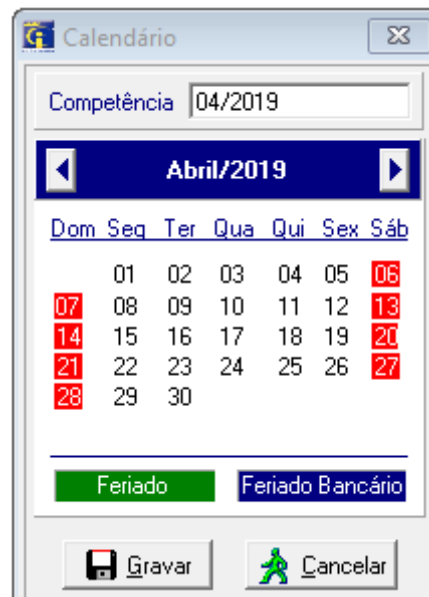 Calendário
Competência 04/2019
Abril/2019
Dom Seg Ter Qua Qui Sex Sáb
01 02 03 04 05 06
07 08 09 10 11 12 13
14 15 16 17 18 19 20
21 22 23 24 25 26 27
28 29 30
Feriado Feriado Bancário
Gravar Cancelar